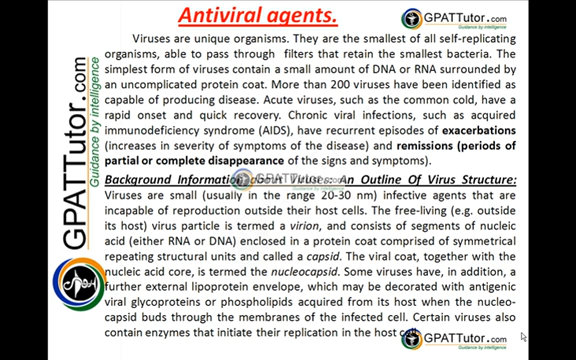 Antiviral agents.
GPATTutor.com
Guidance by intelligence
Viruses are unique organisms. They are the smallest of all self-replicating
organisms, able to pass through filters that retain the smallest bacteria. The
simplest form of viruses contain a small amount of DNA or RNA surrounded by
an uncomplicated protein coat. More than 200 viruses have been identified as
capable of producing disease. Acute viruses, such as the common cold, have a
rapid onset and quick recovery. Chronic viral infections, such as acquired
immunodeficiency syndrome (AIDS), have recurrent episodes of exacerbations
(increases in severity of symptoms of the disease) and remissions (periods of
partial or complete disappearance of the signs and symptoms).
GPATTutor.com
Background Information about Viruses: An Outline Of Virus Structure:
Viruses are small (usually in the range 20-30 nm) infective agents that are
incapable of reproduction outside their host cells. The free-living (e.g. outside
its host) virus particle is termed a virion, and consists of segments of nucleic
acid (either RNA or DNA) enclosed in a protein coat comprised of symmetrical
repeating structural units and called a capsid. The viral coat, together with the
nucleic acid core, is termed the nucleocapsid. Some viruses have, in addition, a
further external lipoprotein envelope, which may be decorated with antigenic
viral glycoproteins or phospholipids acquired from its host when the nucleo-
capsid buds through the membranes of the infected cell. Certain viruses also
contain enzymes that initiate their replication in the host
GPATTutor.com
GPATTutor.com
Guidance by intelligence